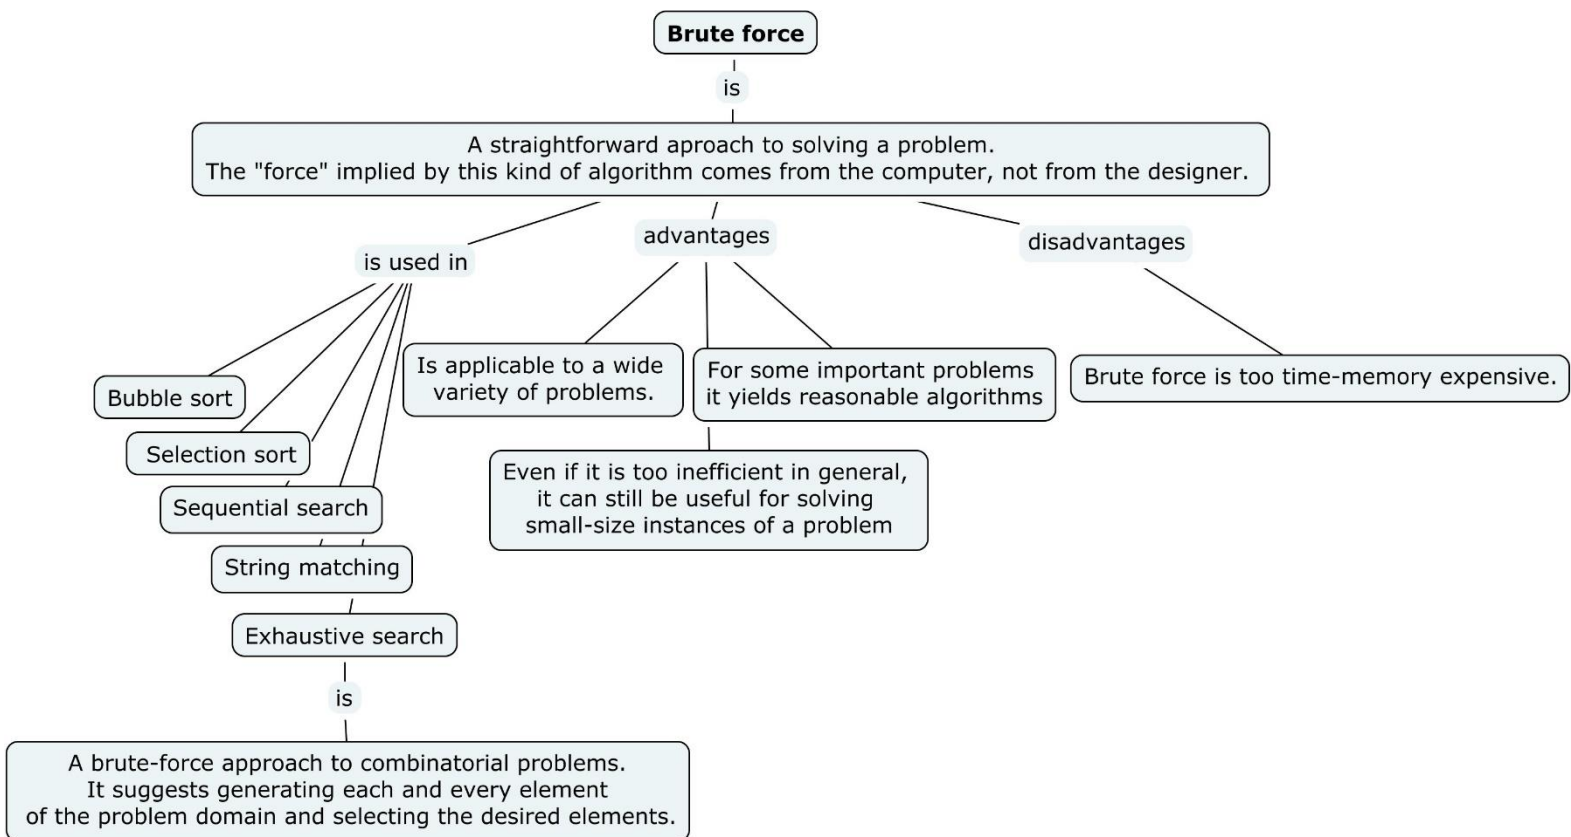 Brute force
is
A straightforward aproach to solving a problem.
The "force" implied by this kind of algorithm comes from the computer, not from the designer.
is used in
advantages
disadvantages
Bubble sort
Selection sort
Sequential search
String matching
Exhaustive search
is
A brute-force approach to combinatorial problems.
It suggests generating each and every element
of the problem domain and selecting the desired elements.
Is applicable to a wide
variety of problems.
For some important problems
it yields reasonable algorithms
Even if it is too inefficient in general,
it can still be useful for solving
small-size instances of a problem
Brute force is too time-memory expensive.